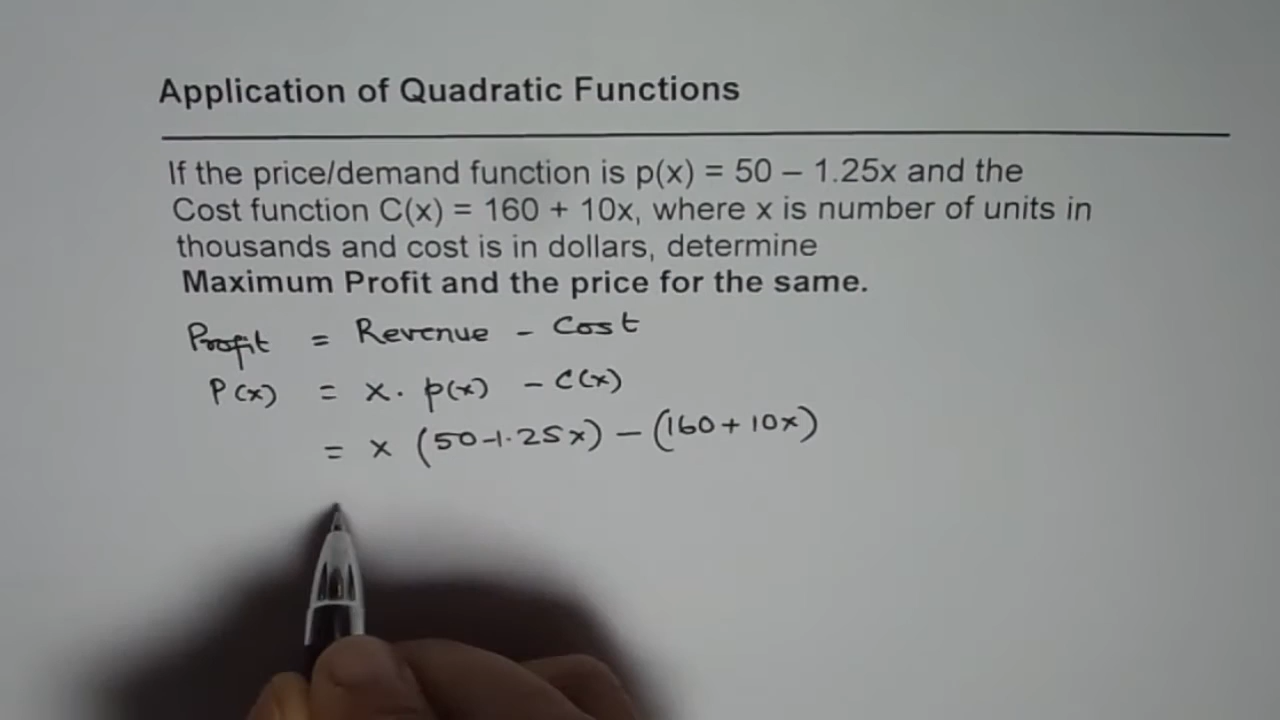 Application of Quadratic Functions
If the price/demand function is p(x) = 50 – 1.25x and the
Cost function C(x) = 160 + 10x, where x is number of units in
thousands and cost is in dollars, determine
Maximum Profit and the price for the same.
Profit = Revenue - Cost
P(x) = x . p(x) - C(x)
= x (50-1.25x) - (160+10x)